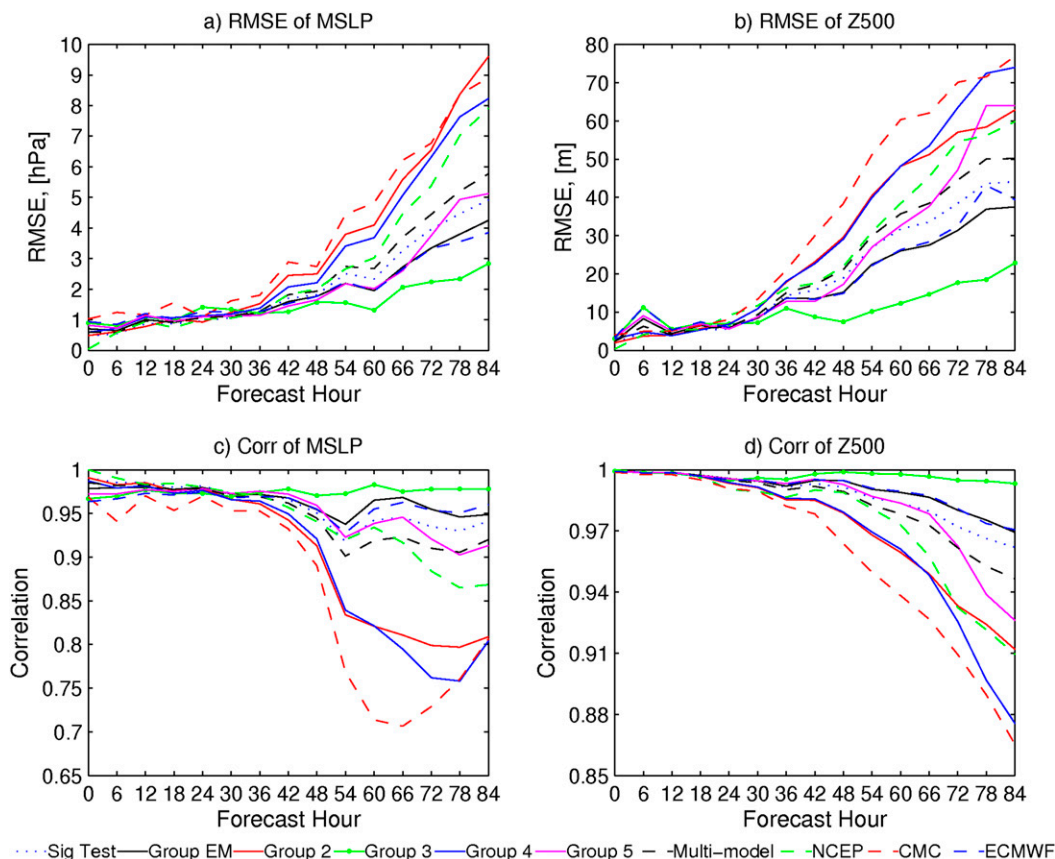 a) RMSE of MSLP
RMSE, [hPa]
10
9
8
7
6
5
4
3
2
1
0
0 6 12 18 24 30 36 42 48 54 60 66 72 78 84
Forecast Hour
b) RMSE of Z500
RMSE, [m]
80
70
60
50
40
30
20
10
0
0 6 12 18 24 30 36 42 48 54 60 66 72 78 84
Forecast Hour
c) Corr of MSLP
Correlation
1
0.95
0.9
0.85
0.8
0.75
0.7
0.65
0 6 12 18 24 30 36 42 48 54 60 66 72 78 84
Forecast Hour
d) Corr of Z500
Correlation
1
0.97
0.94
0.91
0.88
0.85
0 6 12 18 24 30 36 42 48 54 60 66 72 78 84
Forecast Hour
Sig Test Group EM Group 2 Group 3 Group 4 Group 5 Multi-model NCEP CMC ECMWF